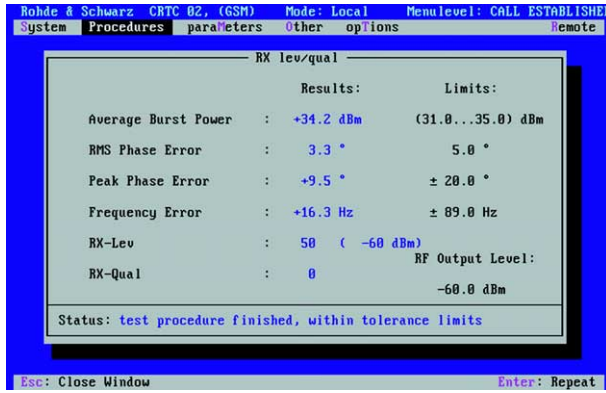 Rohde & Schwarz CRTC 02, (GSM) Mode: Local Menulevel: CALL ESTABLISHE
System Procedures paraMeters Other opTions Remote
RX lev/qual
Results: Limits:
Average Burst Power : +34.2 dBm (31.0...35.0) dBm
RMS Phase Error : 3.3 ° 5.0 °
Peak Phase Error : +9.5 ° ± 20.0 °
Frequency Error : +16.3 Hz ± 89.0 Hz
RX-Lev : 50 ( -60 dBm)
RF Output Level:
RX-Qual : 0
-60.0 dBm
Status: test procedure finished, within tolerance limits
Esc: Close Window Enter: Repeat